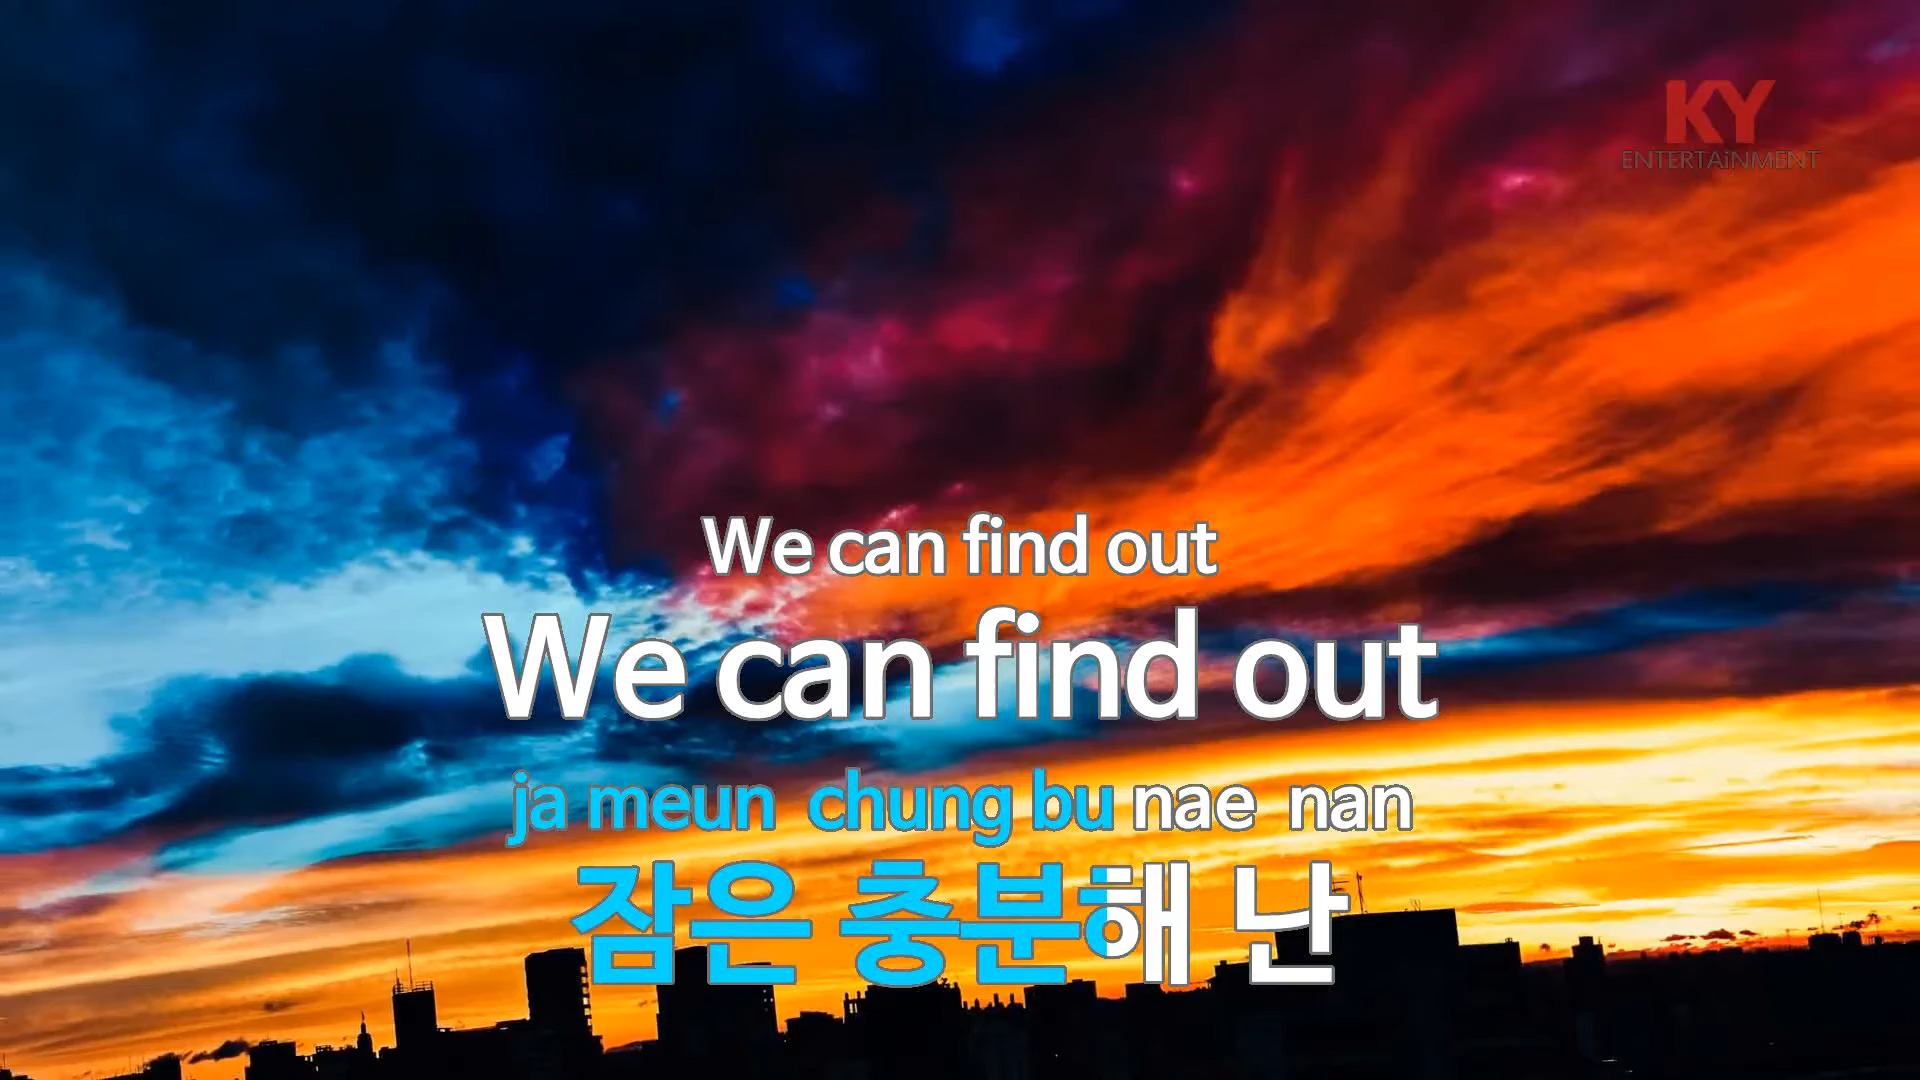 KY
ENTERTAiNMENT
We can find out
We can find out
ja meun chung bu nae nan
잠은 충분해 난